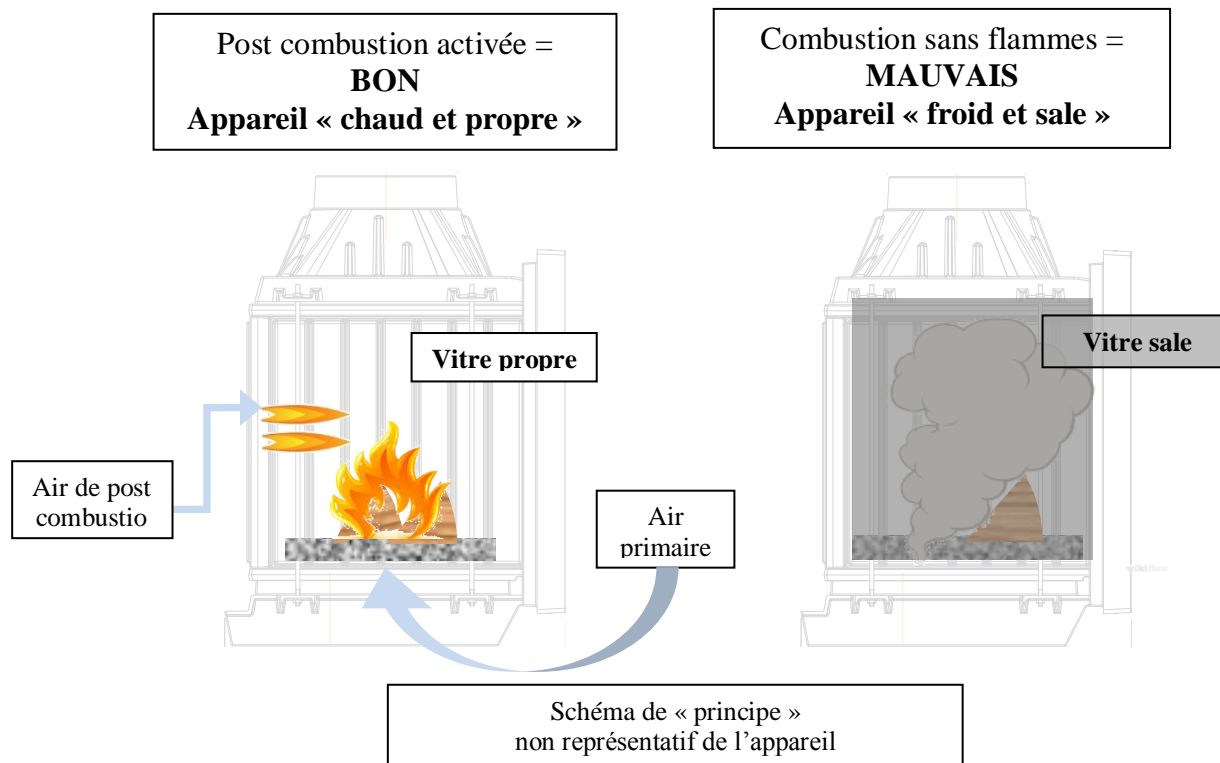 Post combustion activée =
BON
Appareil « chaud et propre »
Combustion sans flammes =
MAUVAIS
Appareil « froid et sale »
Vitre propre
Vitre sale
Air de post
combustio
Air
primaire
Schéma de « principe »
non représentatif de l’appareil